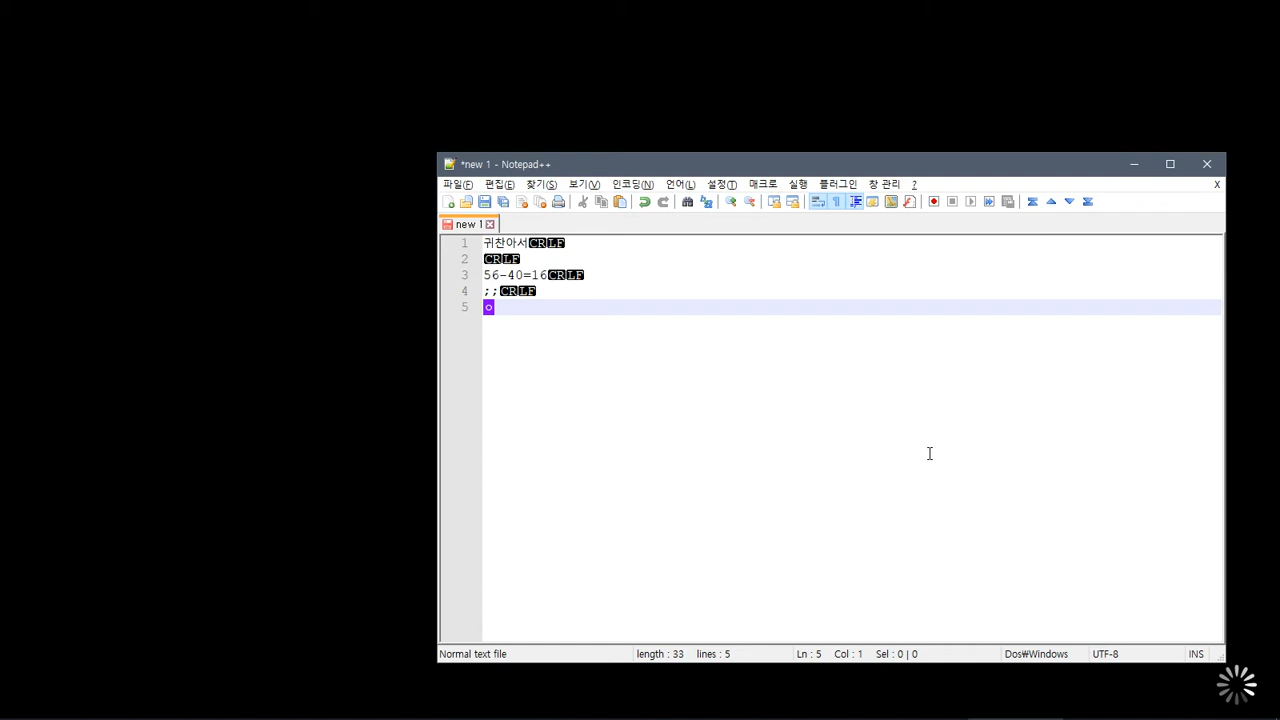 *new 1 - Notepad++
파일(F) 편집(E) 찾기(S) 보기(V) 인코딩(N) 언어(L) 설정(T) 매크로 실행 플러그인 창 관리 ? X
new 1
1 귀찬아서CRLF
2 CRLF
3 56-40=16CRLF
4 ;;CRLF
5 ㅇ
Normal text file length : 33 lines : 5 Ln : 5 Col : 1 Sel : 0 | 0 Dos₩Windows UTF-8 INS